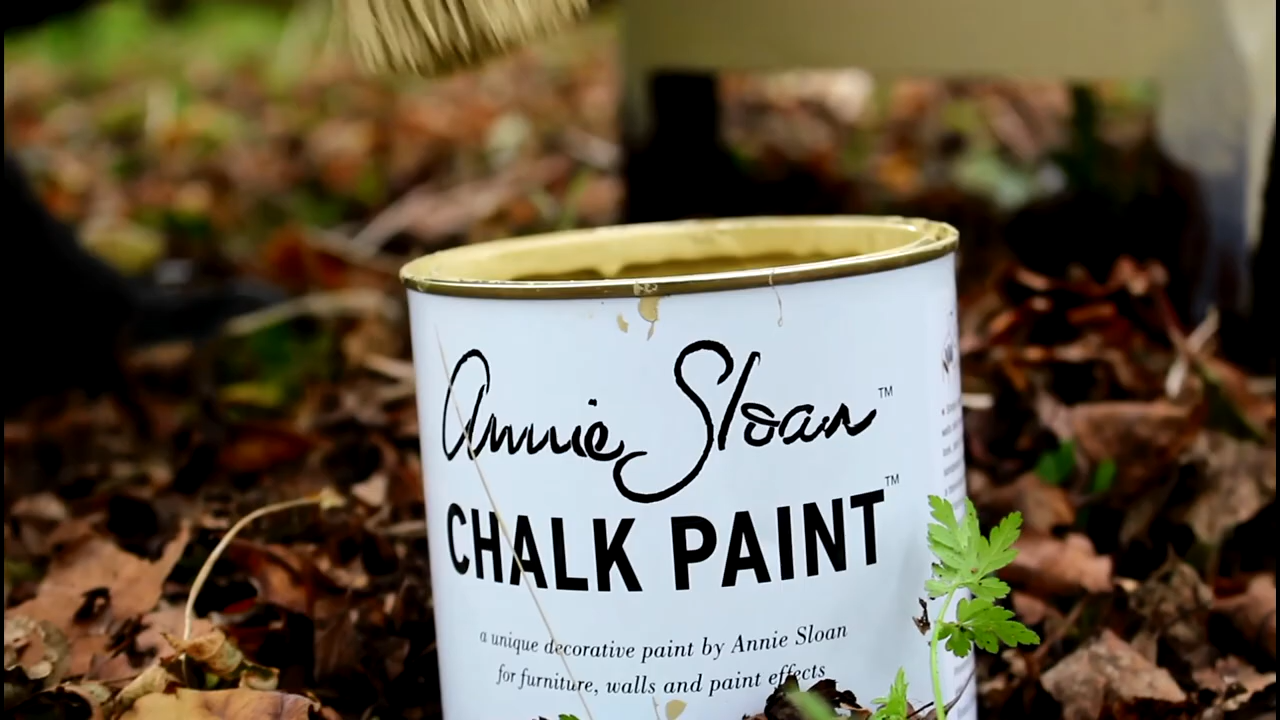 Annie Sloan™
CHALK PAINT™
a unique decorative paint by Annie Sloan
for furniture, walls and paint effects